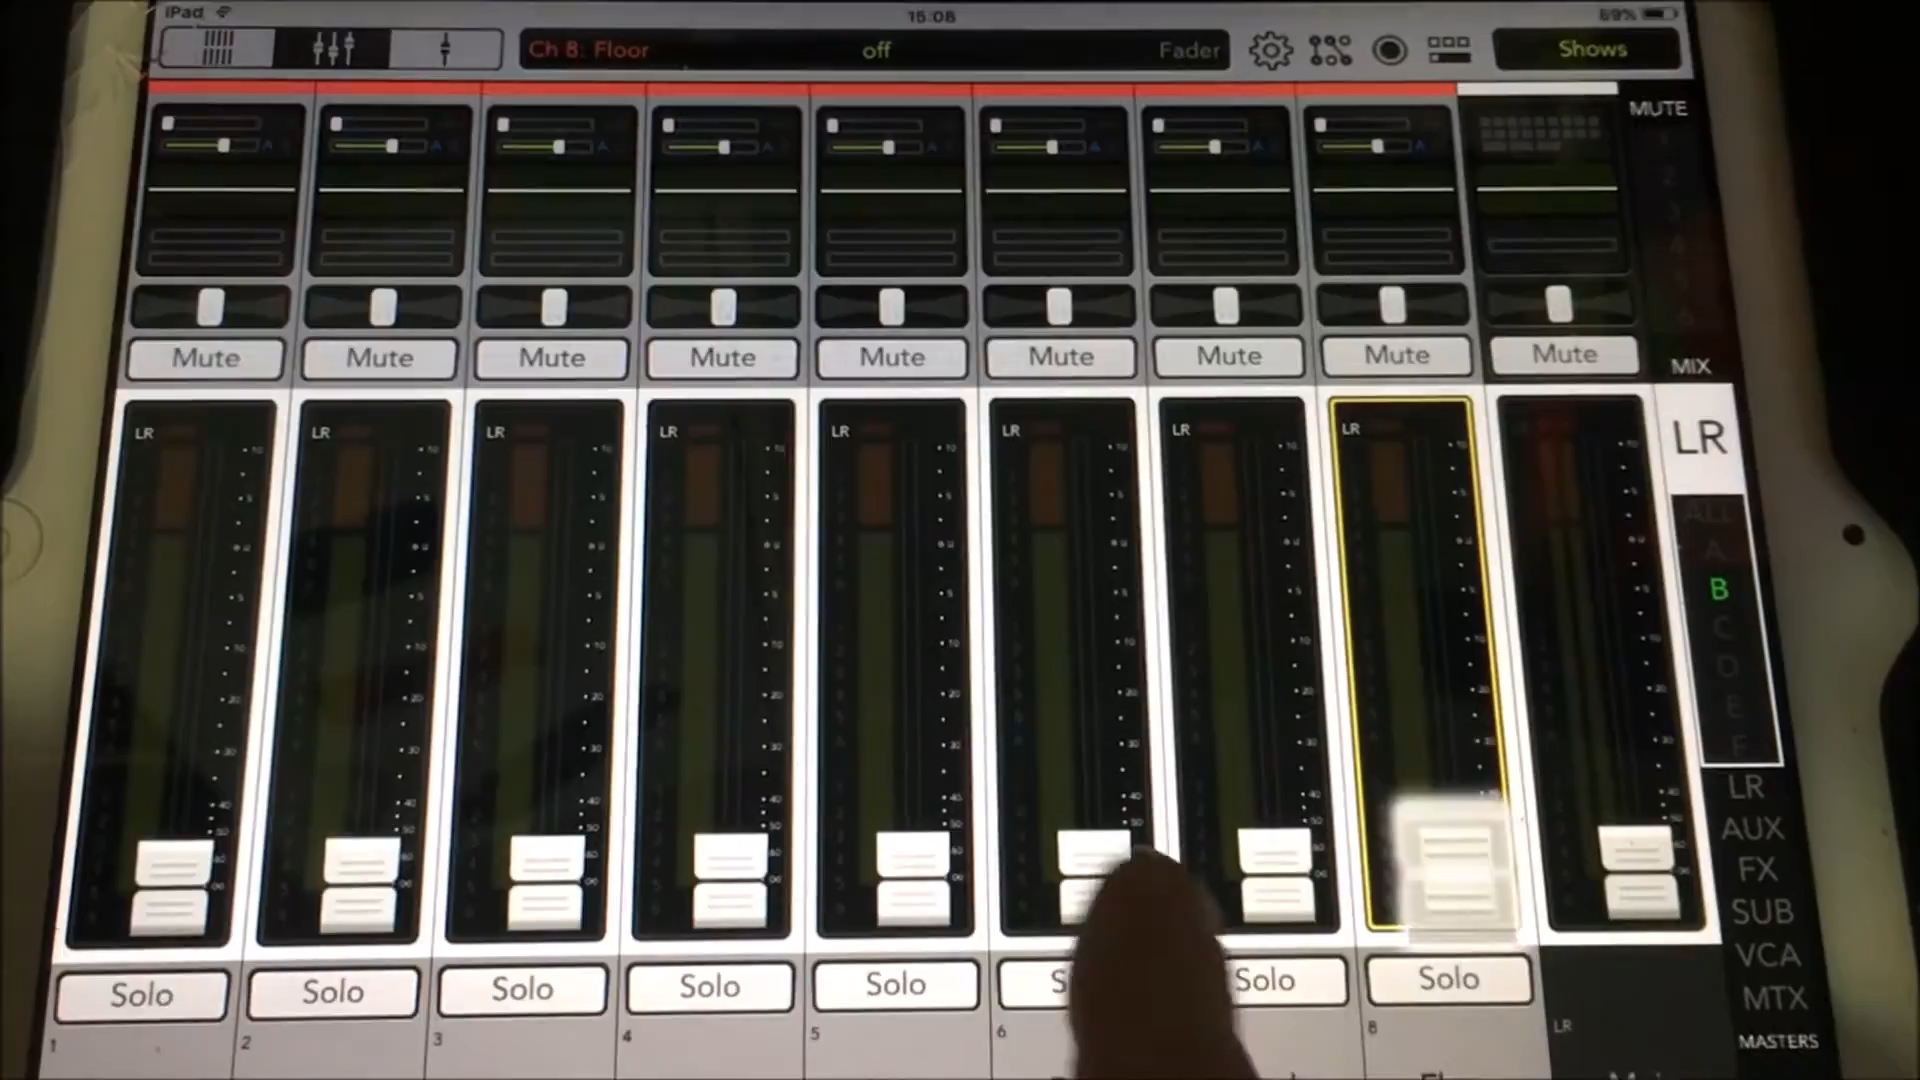 iPad 15:08 89%
Ch 8: Floor off Fader Shows
MUTE
Mute Mute Mute Mute Mute Mute Mute Mute Mute
MIX
LR LR LR LR LR LR LR LR LR
ALL
A
B
C
D
E
F
LR
AUX
FX
SUB
VCA
MTX
MASTERS
Solo Solo Solo Solo Solo Solo Solo
1 2 3 4 5 6 8 LR